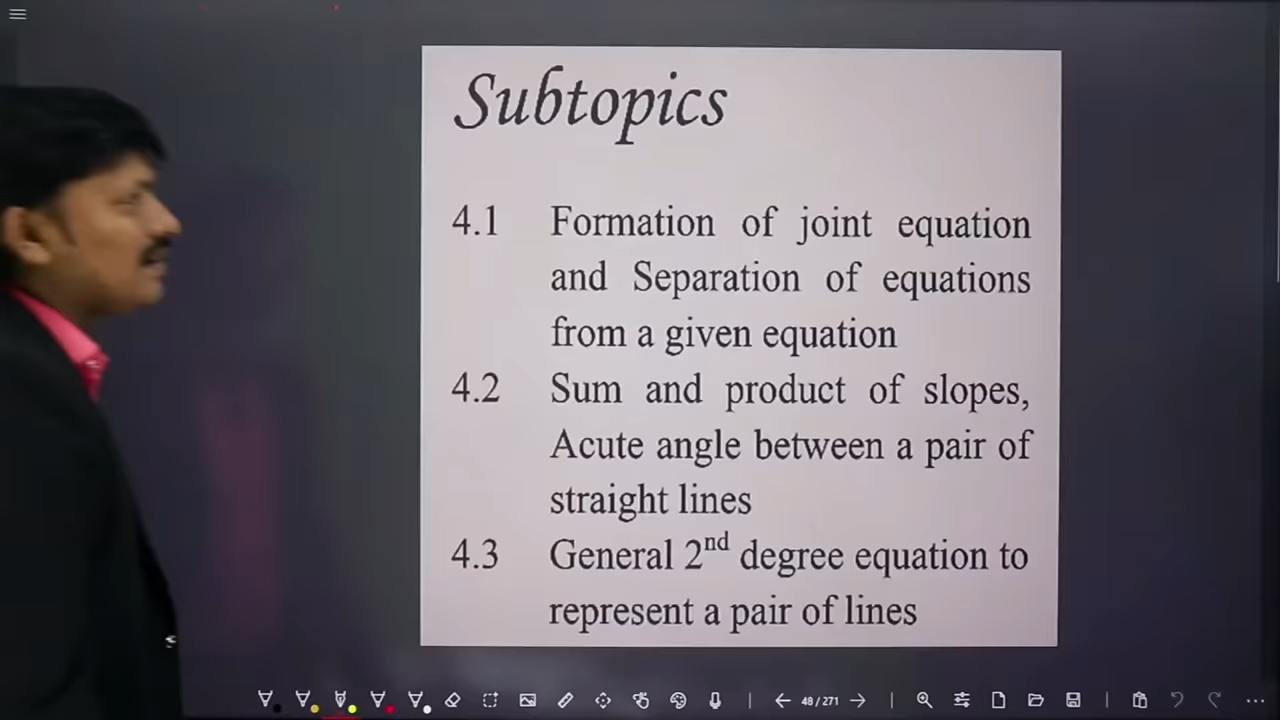 Subtopics
4.1 Formation of joint equation
and Separation of equations
from a given equation
4.2 Sum and product of slopes,
Acute angle between a pair of
straight lines
4.3 General 2nd degree equation to
represent a pair of lines
48 / 271